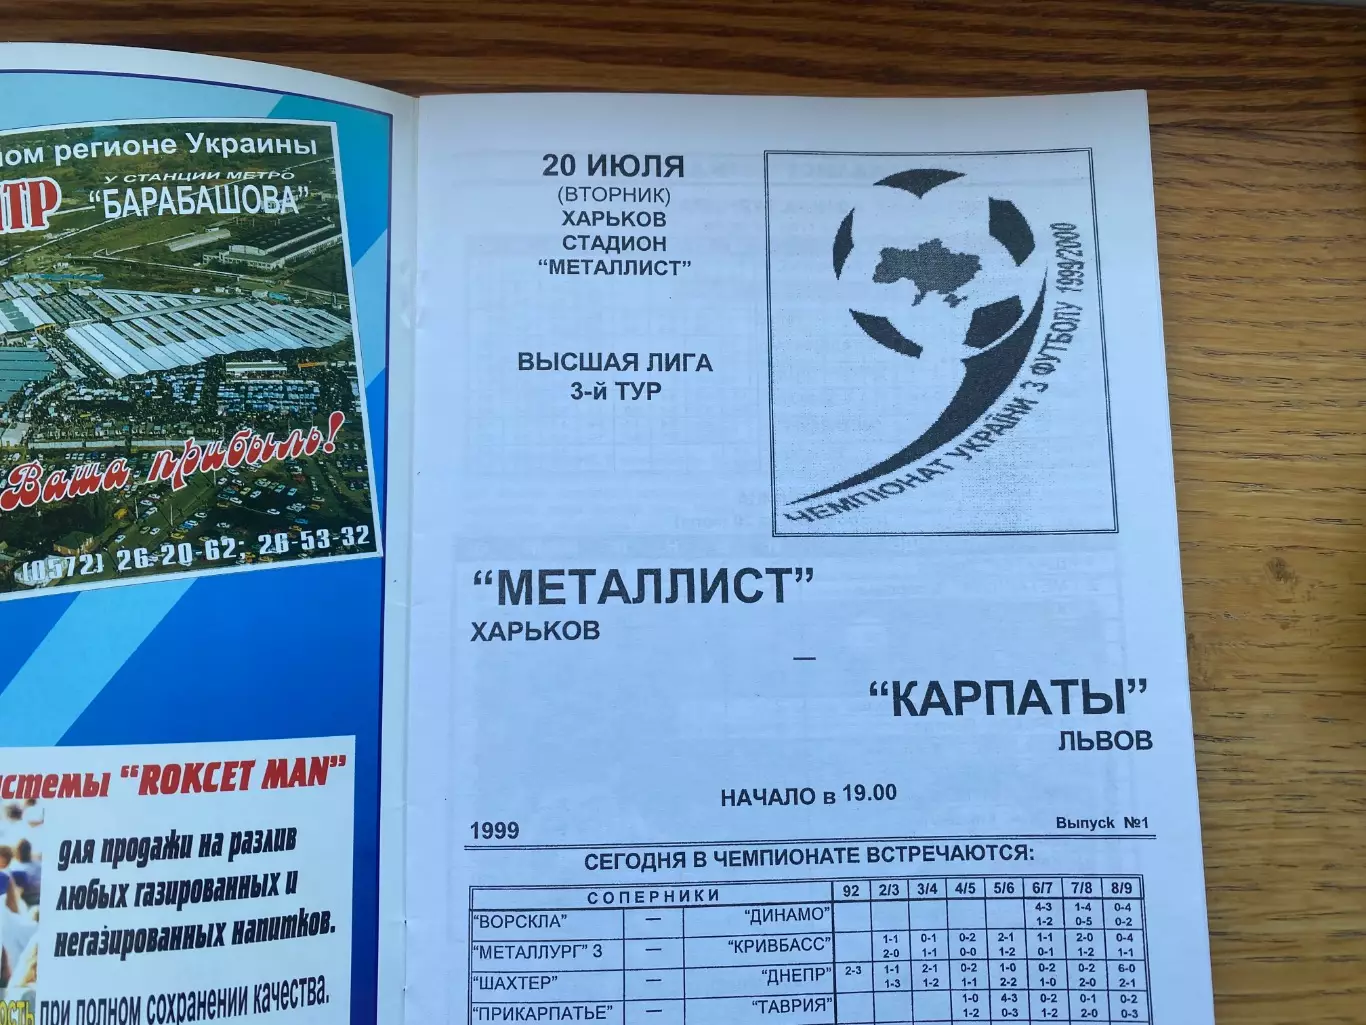 ном регионе Украины
У СТАНЦИИ МЕТРО
НТР “БАРАБАШОВА”
Ваша прибыль!
(0572) 26-20-62; 26-53-32
истемы “ROKCET MAN”
для продажи на разлив
любых газированных и
негазированных напитков.
ость при полном сохранении качества.
20 ИЮЛЯ
(ВТОРНИК)
ХАРЬКОВ
СТАДИОН
“МЕТАЛЛИСТ”
ВЫСШАЯ ЛИГА
3-й ТУР
ЧЕМПІОНАТ УКРАЇНИ З ФУТБОЛУ 1999/2000
“МЕТАЛЛИСТ”
ХАРЬКОВ
—
“КАРПАТЫ”
ЛЬВОВ
НАЧАЛО в 19.00
1999 Выпуск №1
СЕГОДНЯ В ЧЕМПИОНАТЕ ВСТРЕЧАЮТСЯ:
СОПЕРНИКИ 92 2/3 3/4 4/5 5/6 6/7 7/8 8/9
“ВОРСКЛА” — “ДИНАМО” 4-3 1-4 0-4
1-2 0-5 0-2
“МЕТАЛЛУРГ” З — “КРИВБАСС” 1-1 0-1 0-2 2-1 1-1 2-0 0-4
2-0 1-1 0-0 1-2 0-1 1-2 1-1
“ШАХТЕР” — “ДНЕПР” 2-3 1-1 2-1 0-2 1-0 0-2 0-2 6-0
1-3 1-2 1-1 2-2 0-2 2-0 2-1
“ПРИКАРПАТЬЕ” — “ТАВРИЯ” 1-0 4-3 0-2 0-1 0-2
1-2 0-3 1-2 2-0 0-3